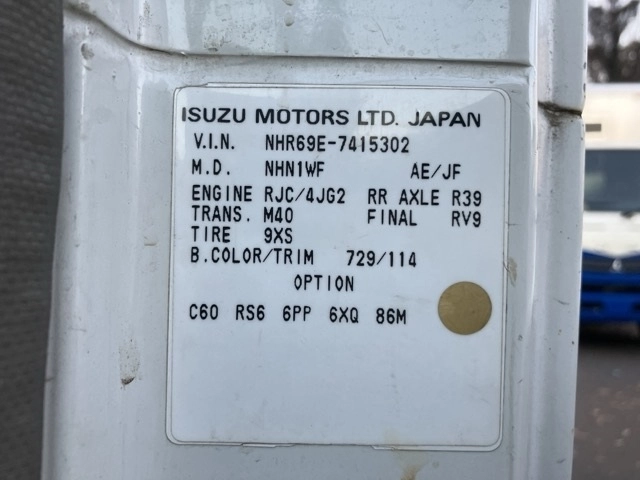 ISUZU MOTORS LTD. JAPAN
V.I.N. NHR69E-7415302
M.D. NHN1WF AE/JF
ENGINE RJC/4JG2 RR AXLE R39
TRANS. M40 FINAL RV9
TIRE 9XS
B.COLOR/TRIM 729/114
OPTION
C60 RS6 6PP 6XQ 86M